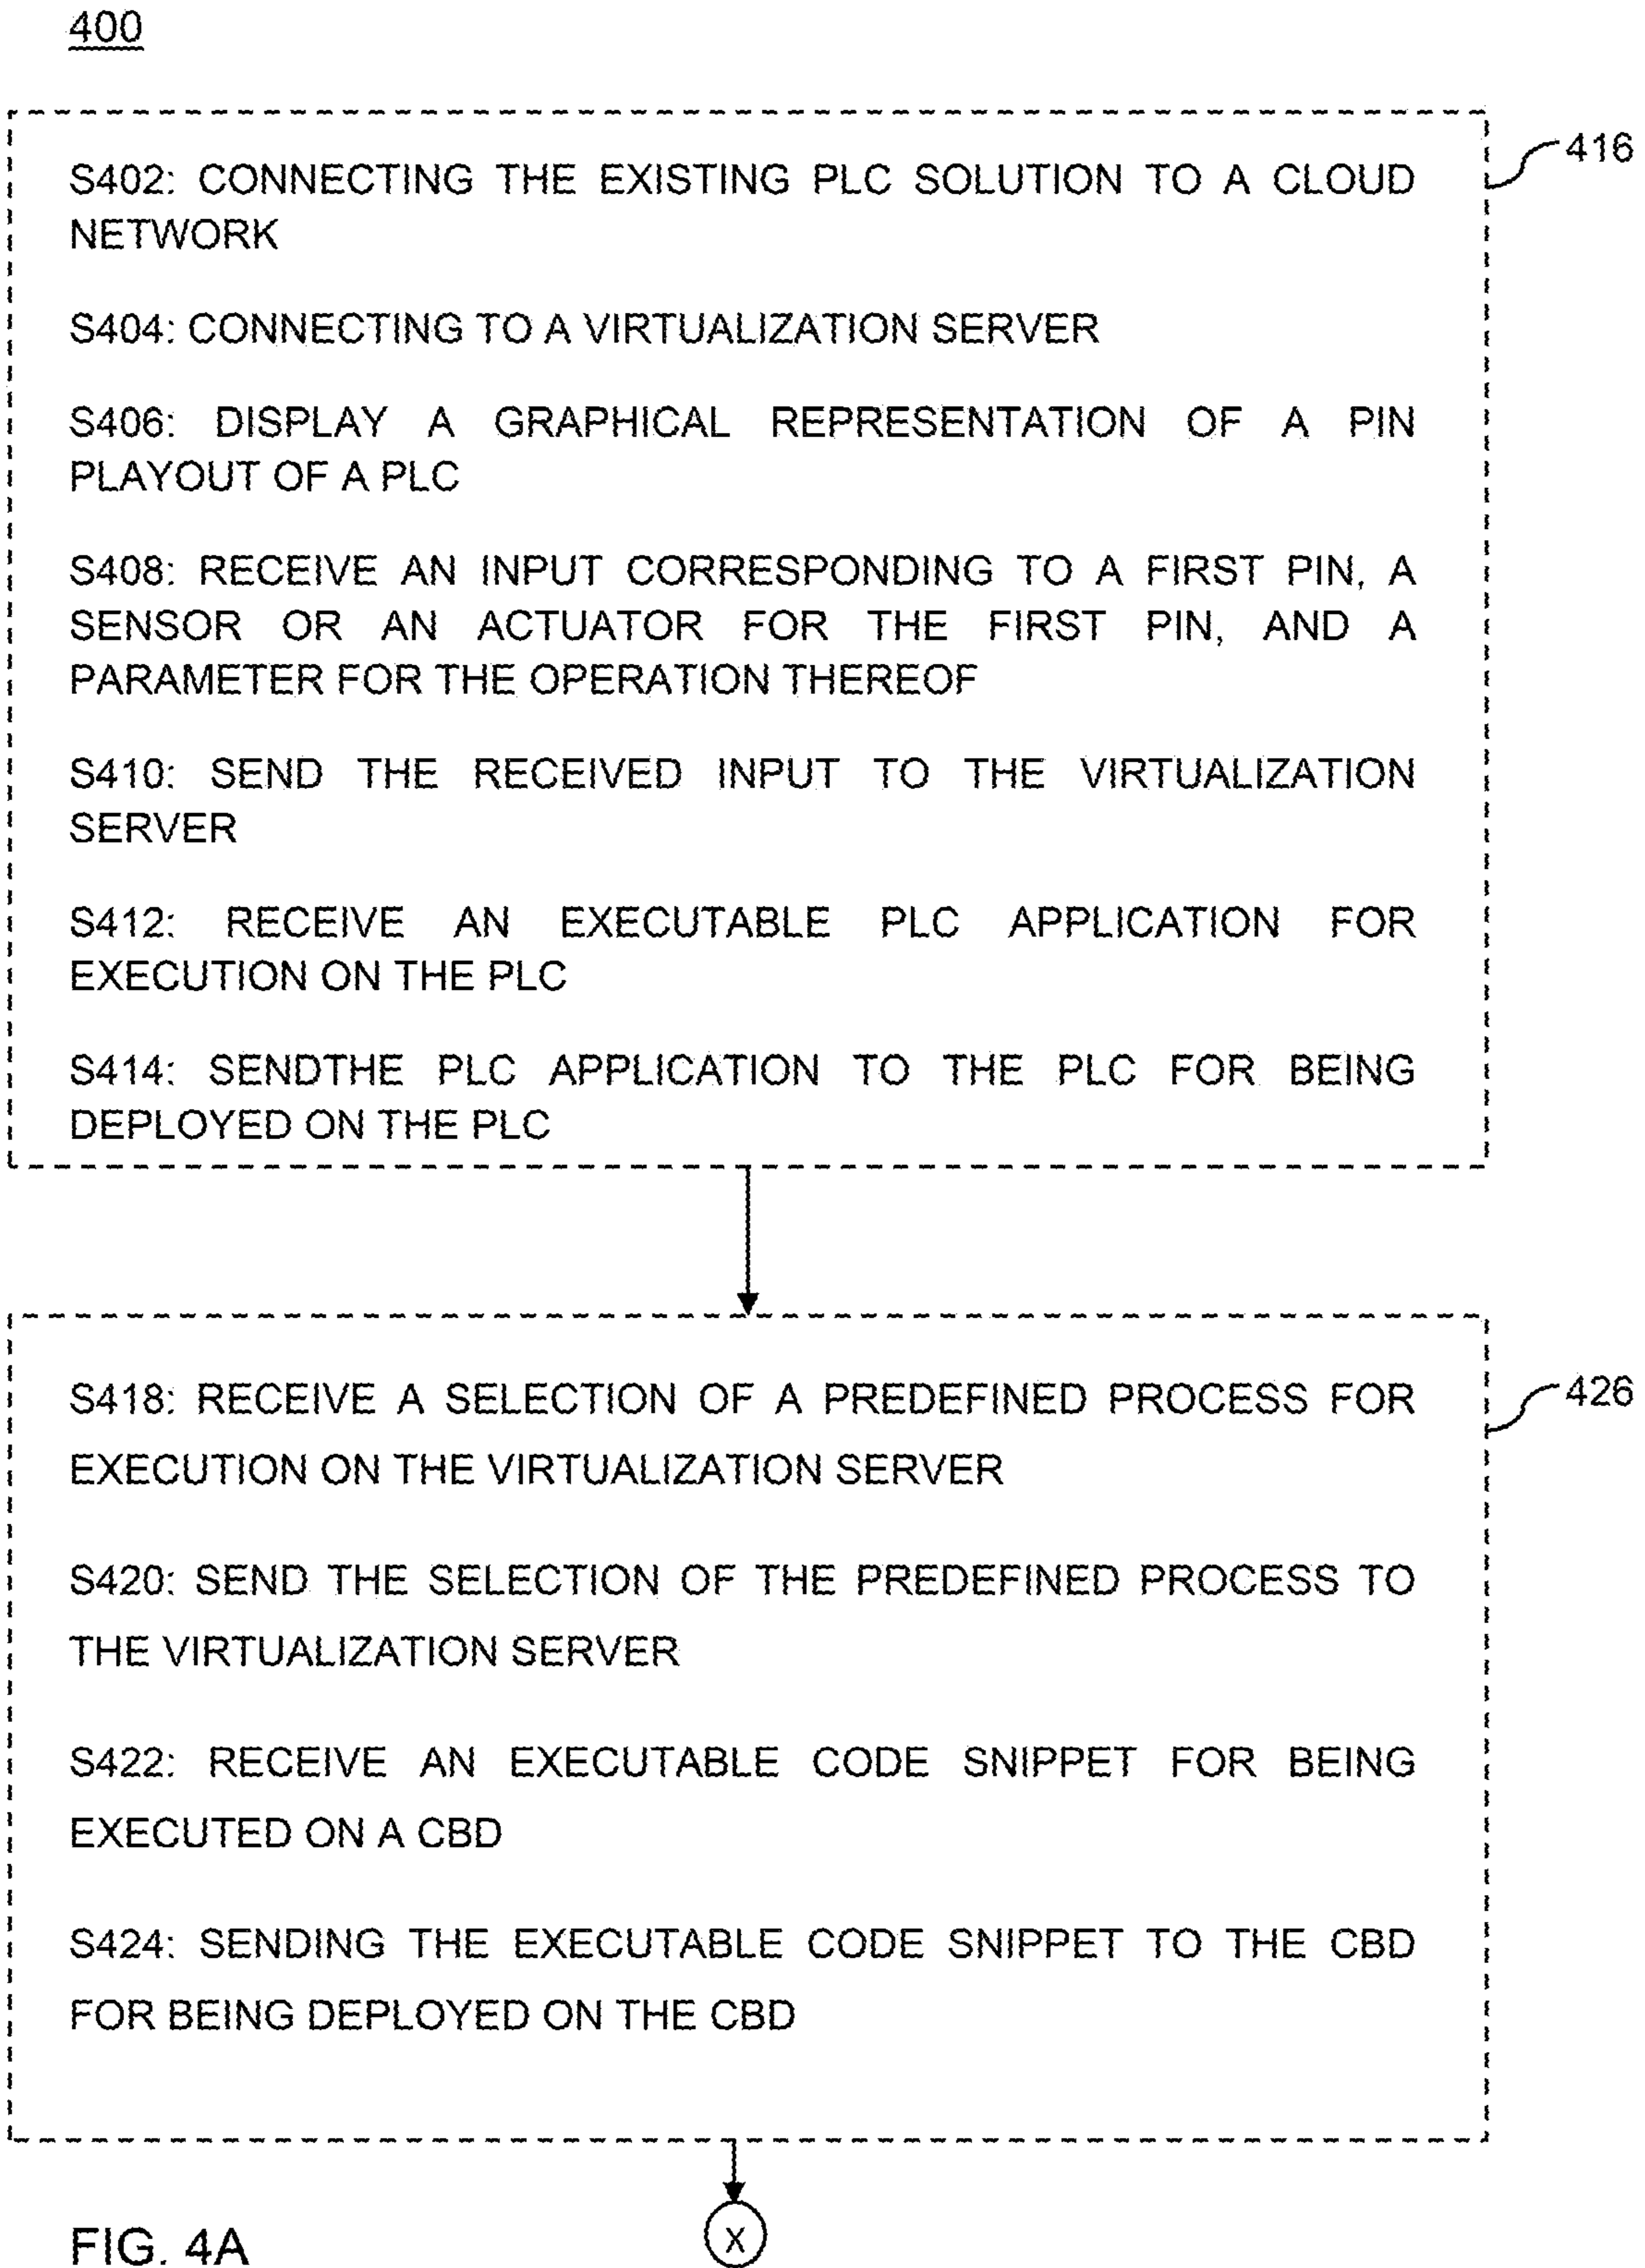 400
416
S402: CONNECTING THE EXISTING PLC SOLUTION TO A CLOUD
NETWORK
S404: CONNECTING TO A VIRTUALIZATION SERVER
S406: DISPLAY A GRAPHICAL REPRESENTATION OF A PIN
PLAYOUT OF A PLC
S408: RECEIVE AN INPUT CORRESPONDING TO A FIRST PIN, A
SENSOR OR AN ACTUATOR FOR THE FIRST PIN, AND A
PARAMETER FOR THE OPERATION THEREOF
S410: SEND THE RECEIVED INPUT TO THE VIRTUALIZATION
SERVER
S412: RECEIVE AN EXECUTABLE PLC APPLICATION FOR
EXECUTION ON THE PLC
S414: SENDTHE PLC APPLICATION TO THE PLC FOR BEING
DEPLOYED ON THE PLC
426
S418: RECEIVE A SELECTION OF A PREDEFINED PROCESS FOR
EXECUTION ON THE VIRTUALIZATION SERVER
S420: SEND THE SELECTION OF THE PREDEFINED PROCESS TO
THE VIRTUALIZATION SERVER
S422: RECEIVE AN EXECUTABLE CODE SNIPPET FOR BEING
EXECUTED ON A CBD
S424: SENDING THE EXECUTABLE CODE SNIPPET TO THE CBD
FOR BEING DEPLOYED ON THE CBD
X
FIG. 4A